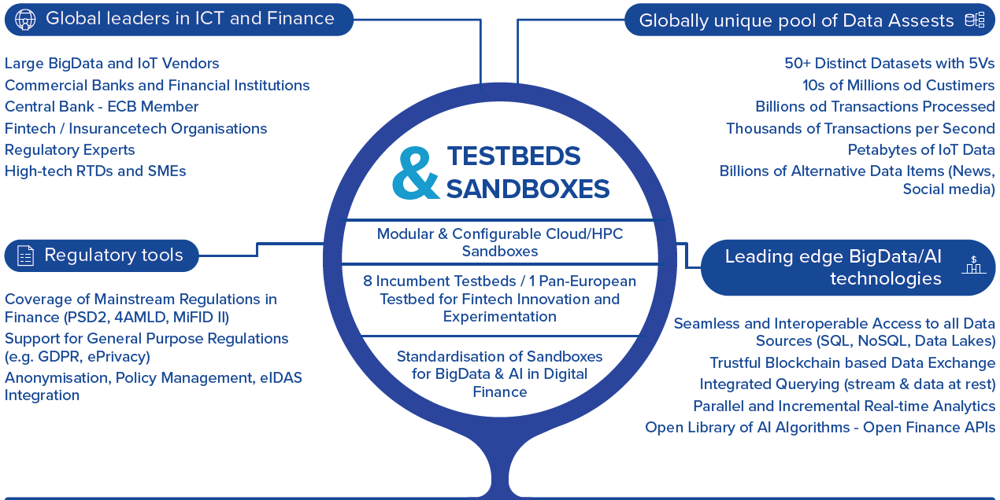 Global leaders in ICT and Finance
Large BigData and IoT Vendors
Commercial Banks and Financial Institutions
Central Bank - ECB Member
Fintech / Insurancetech Organisations
Regulatory Experts
High-tech RTDs and SMEs
Globally unique pool of Data Assests
50+ Distinct Datasets with 5Vs
10s of Millions od Custimers
Billions od Transactions Processed
Thousands of Transactions per Second
Petabytes of IoT Data
Billions of Alternative Data Items (News,
Social media)
& TESTBEDS
SANDBOXES
Modular & Configurable Cloud/HPC
Sandboxes
8 Incumbent Testbeds / 1 Pan-European
Testbed for Fintech Innovation and
Experimentation
Standardisation of Sandboxes
for BigData & AI in Digital
Finance
Regulatory tools
Coverage of Mainstream Regulations in
Finance (PSD2, 4AMLD, MiFID II)
Support for General Purpose Regulations
(e.g. GDPR, ePrivacy)
Anonymisation, Policy Management, eIDAS
Integration
Leading edge BigData/AI
technologies
$
Seamless and Interoperable Access to all Data
Sources (SQL, NoSQL, Data Lakes)
Trustful Blockchain based Data Exchange
Integrated Querying (stream & data at rest)
Parallel and Incremental Real-time Analytics
Open Library of AI Algorithms - Open Finance APIs